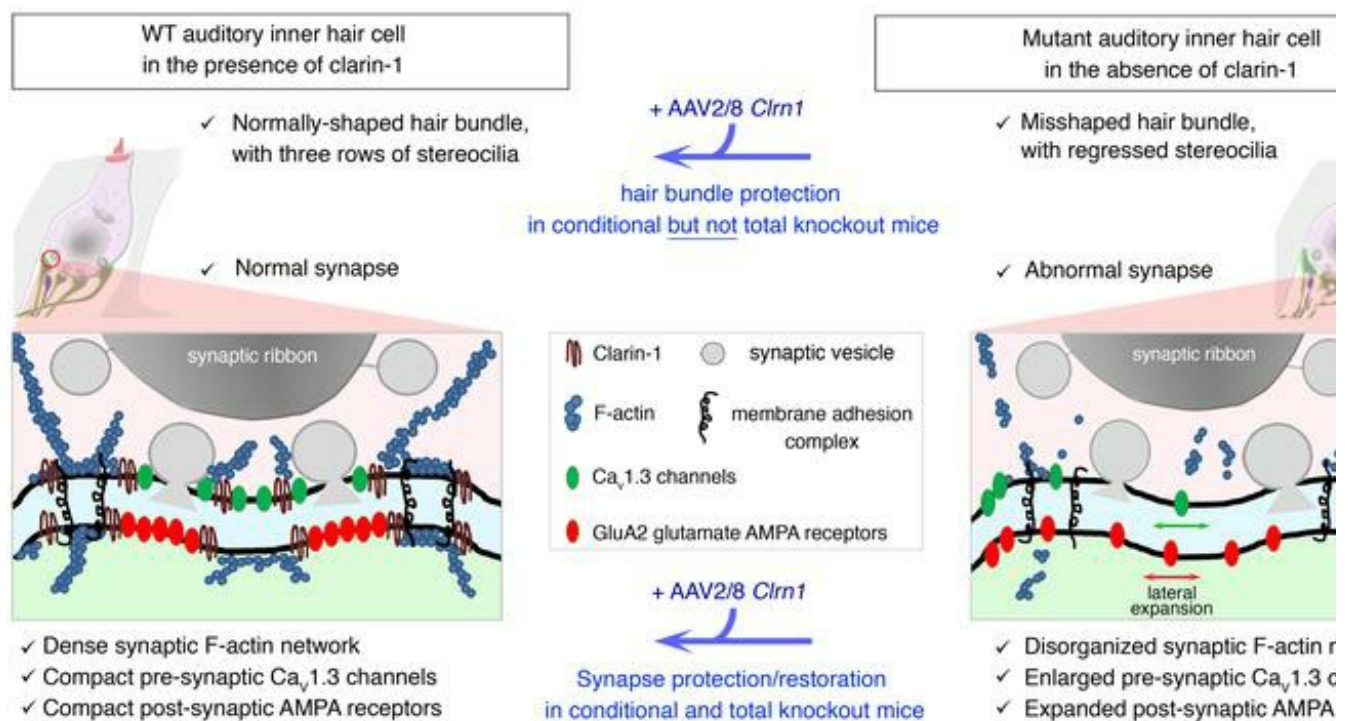 WT auditory inner hair cell
in the presence of clarin-1
✓ Normally-shaped hair bundle,
with three rows of stereocilia
✓ Normal synapse
synaptic ribbon
✓ Dense synaptic F-actin network
✓ Compact pre-synaptic Cav1.3 channels
✓ Compact post-synaptic AMPA receptors
+ AAV2/8 Clrn1
hair bundle protection
in conditional but not total knockout mice
Clarin-1
synaptic vesicle
F-actin
membrane adhesion
complex
Cav1.3 channels
GluA2 glutamate AMPA receptors
+ AAV2/8 Clrn1
Synapse protection/restoration
in conditional and total knockout mice
Mutant auditory inner hair cell
in the absence of clarin-1
✓ Misshaped hair bundle,
with regressed stereocilia
✓ Abnormal synapse
synaptic ribbon
lateral
expansion
✓ Disorganized synaptic F-actin
✓ Enlarged pre-synaptic Cav1.3
✓ Expanded post-synaptic AMPA